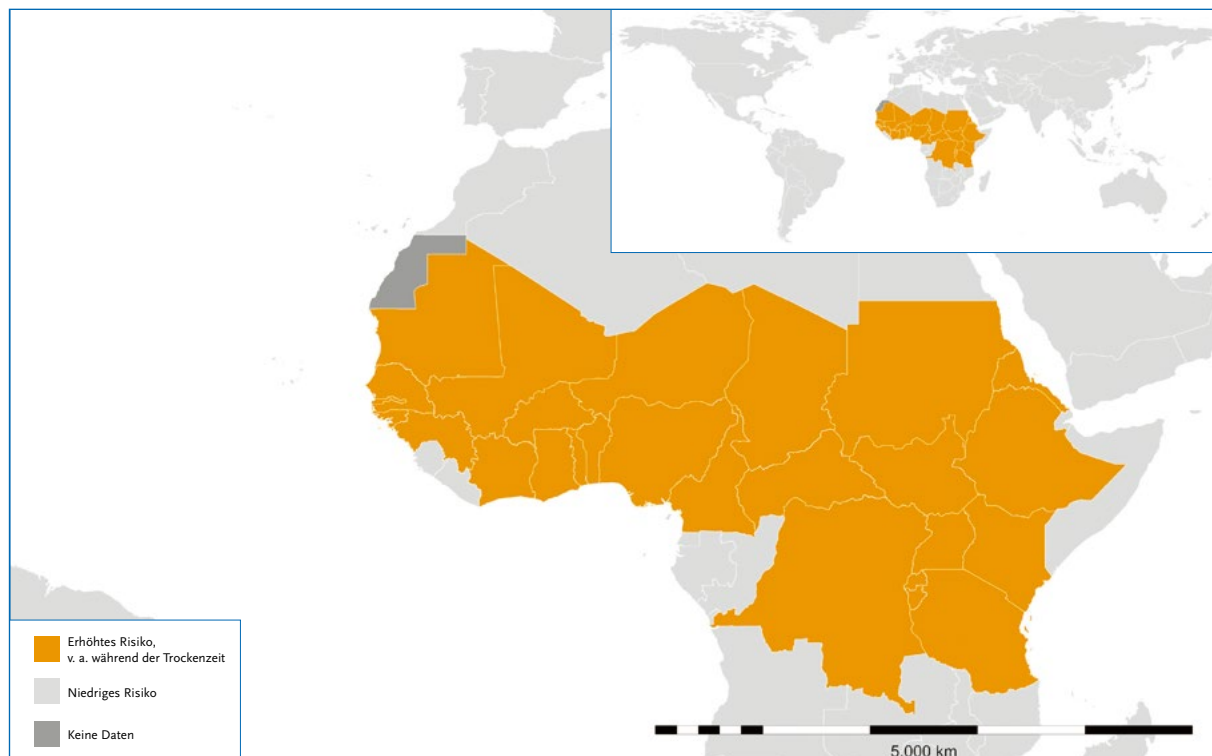 Erhöhtes Risiko,
v. a. während der Trockenzeit
Niedriges Risiko
Keine Daten
5.000 km